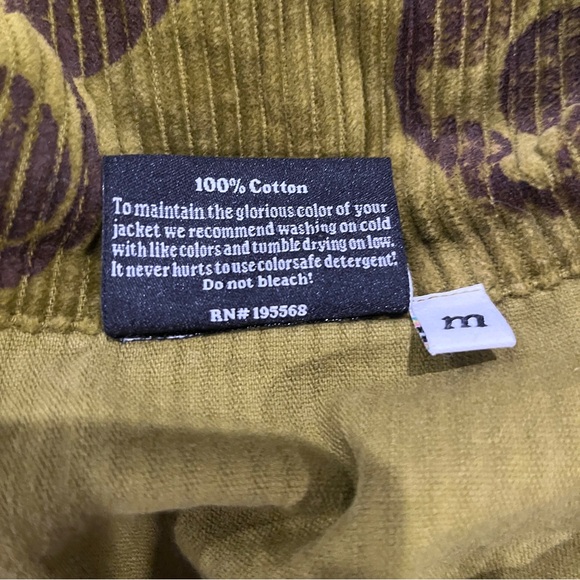 100% Cotton
To maintain the glorious color of your
jacket we recommend washing on cold
with like colors and tumble drying on low.
It never hurts to use colorsafe detergent!
Do not bleach!
RN# 195568
m